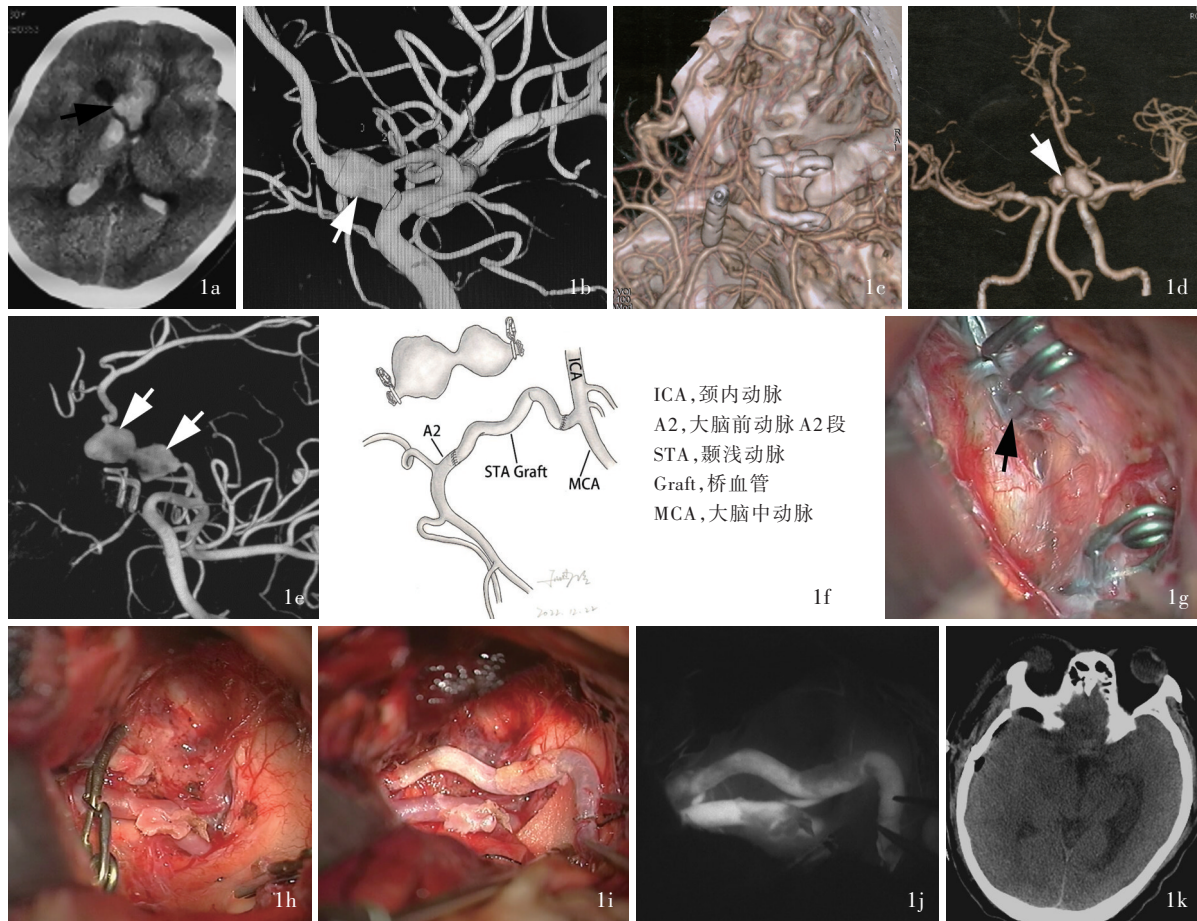 1a
1b
1c
1d
1e
A2
STA Graft
ICA
MCA
ICA,颈内动脉
A2,大脑前动脉 A2段
STA,颞浅动脉
Graft,桥血管
MCA,大脑中动脉
1f
1g
1h
1i
1j
1k